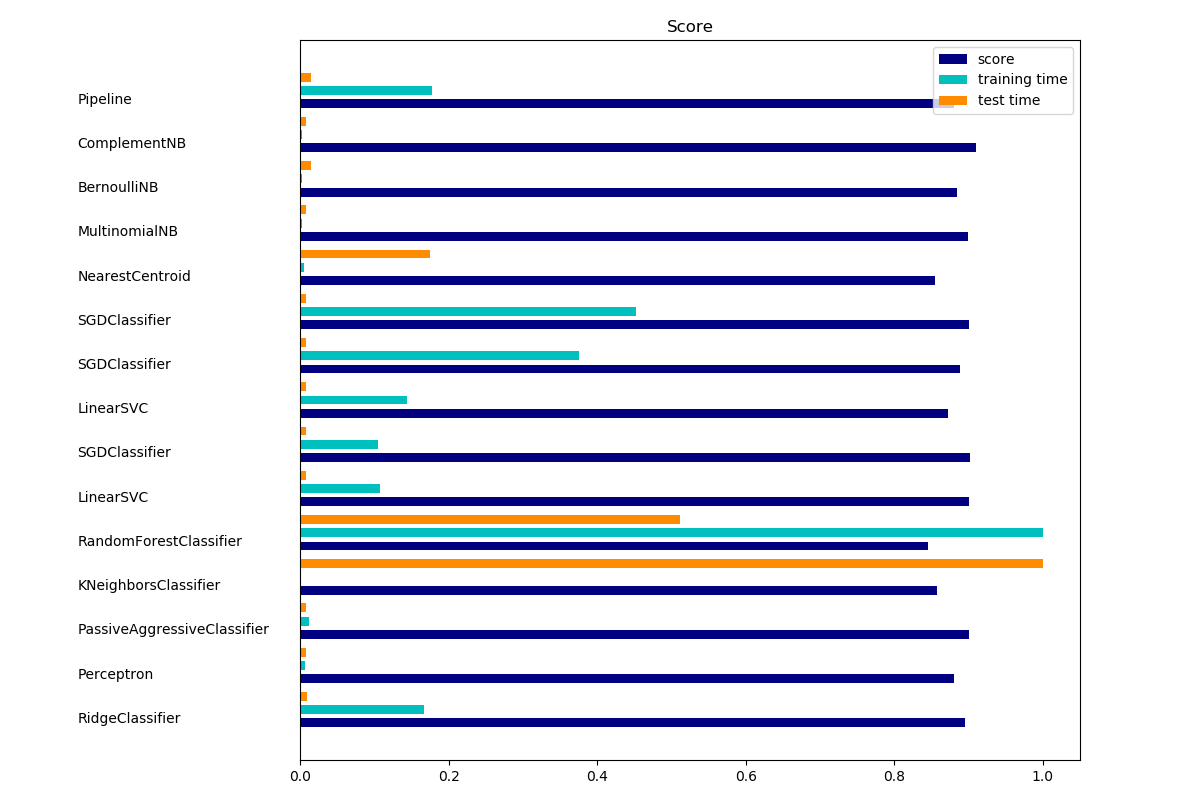 Score
score
training time
test time
Pipeline
ComplementNB
BernoulliNB
MultinomialNB
NearestCentroid
SGDClassifier
SGDClassifier
LinearSVC
SGDClassifier
LinearSVC
RandomForestClassifier
KNeighborsClassifier
PassiveAggressiveClassifier
Perceptron
RidgeClassifier
0.0 0.2 0.4 0.6 0.8 1.0